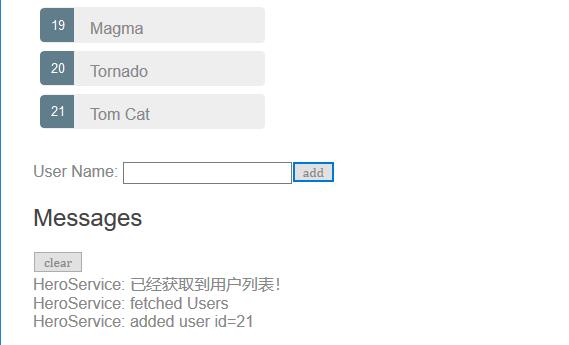 19 Magma
20 Tornado
21 Tom Cat
User Name: add
Messages
clear
HeroService: 已经获取到用户列表!
HeroService: fetched Users
HeroService: added user id=21